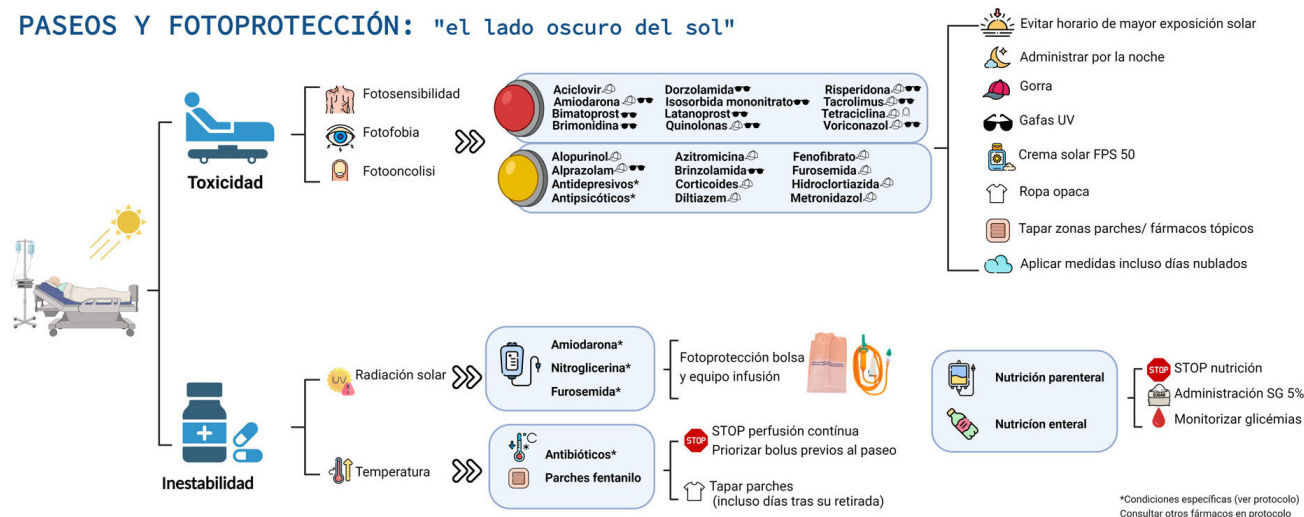 PASEOS Y FOTOPROTECCIÓN: "el lado oscuro del sol"
Toxicidad
Fotosensibilidad
Fotofobia
Fotooncolisi
Aciclovir
Amiodarona
Bimatoprost
Brimonidina
Dorzolamida
Isosorbida mononitrato
Latanoprost
Quinolonas
Risperidona
Tacrolimus
Tetraciclina
Voriconazol
Alopurinol
Alprazolam
Antidepresivos*
Antipsicóticos*
Azitromicina
Brinzolamida
Corticoides
Diltiazem
Fenofibrato
Furosemida
Hidroclortiazida
Metronidazol
Evitar horario de mayor exposición solar
Administrar por la noche
Gorra
Gafas UV
Crema solar FPS 50
Ropa opaca
Tapar zonas parches/ fármacos tópicos
Aplicar medidas incluso días nublados
Inestabilidad
UV
Radiación solar
Amiodarona*
Nitroglicerina*
Furosemida*
Fotoprotección bolsa
y equipo infusión
Temperatura
°C
Antibióticos*
Parches fentanilo
STOP
STOP perfusión contínua
Priorizar bolus previos al paseo
Tapar parches
(incluso días tras su retirada)
Nutrición parenteral
Nutricíon enteral
STOP
STOP nutrición
SUGAR
Administración SG 5%
Monitorizar glicémias
*Condiciones específicas (ver protocolo)
Consultar otros fármacos en protocolo